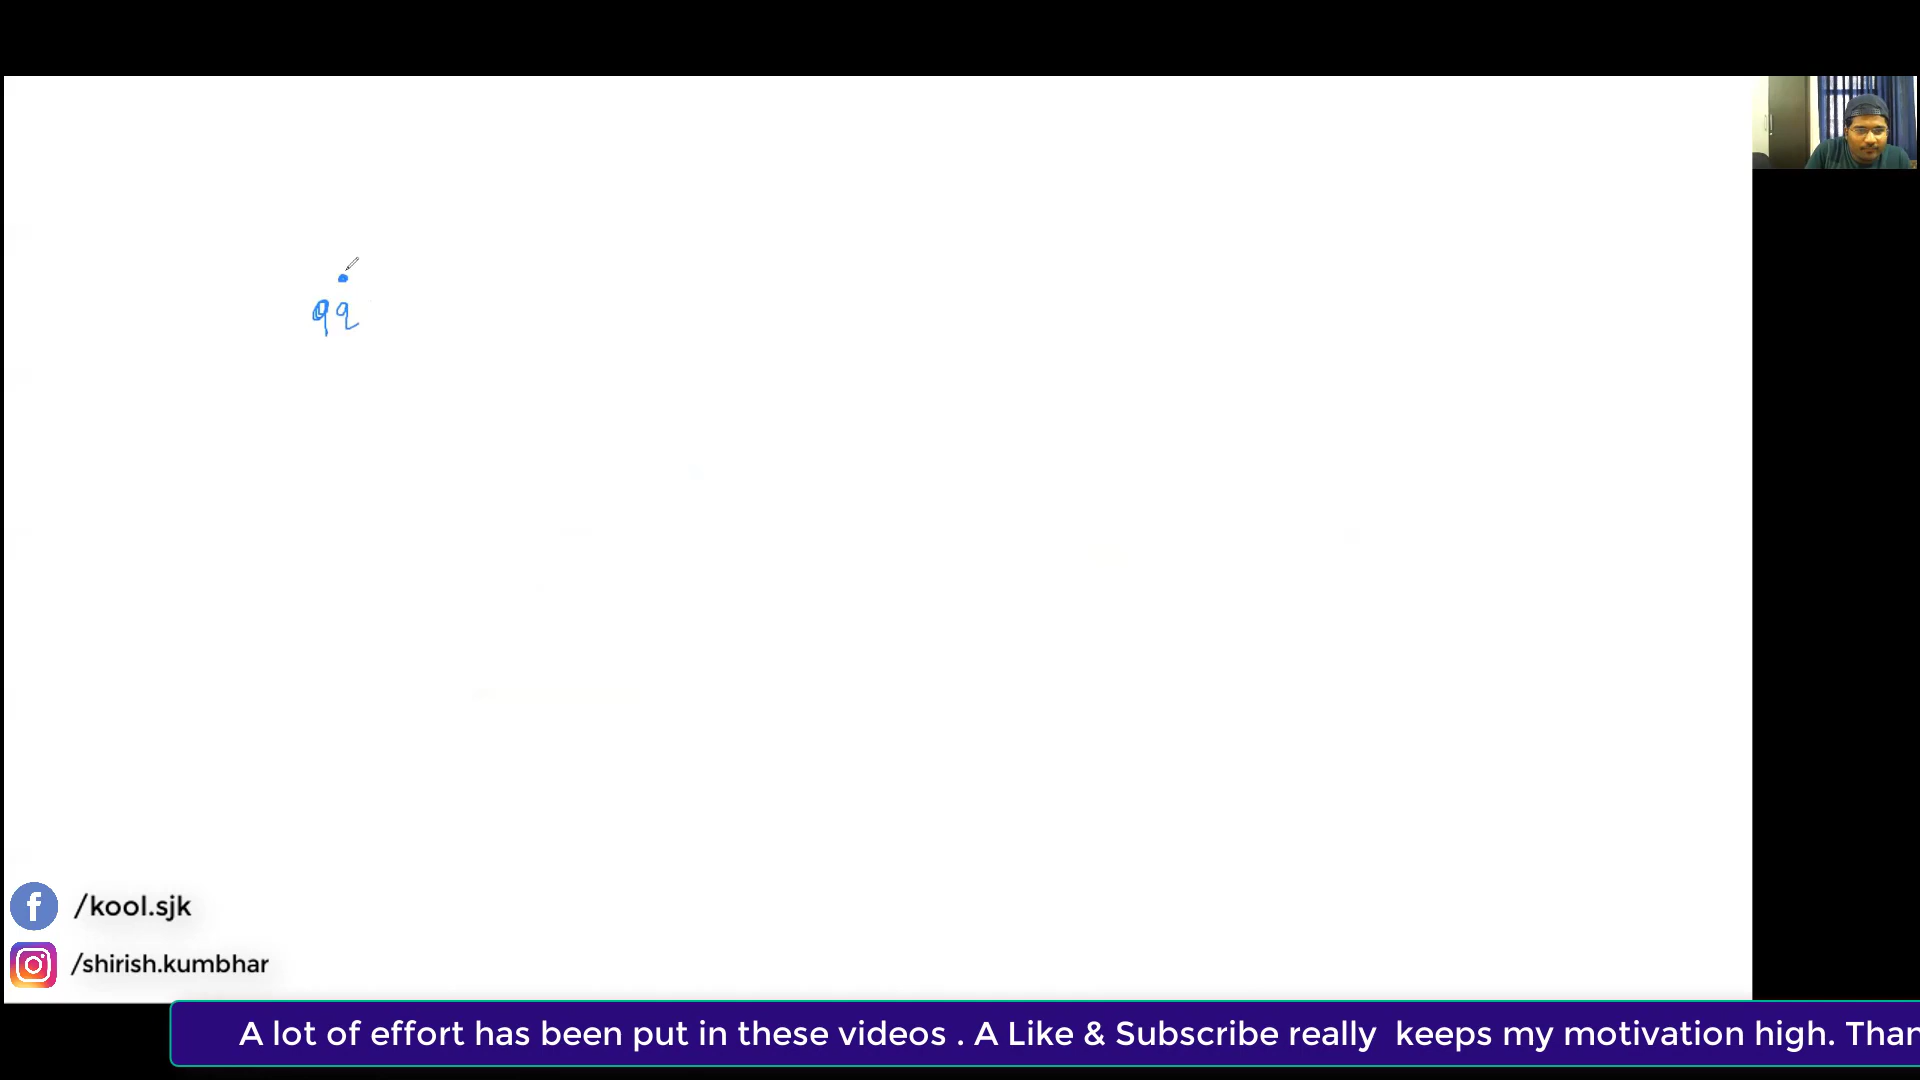 99
/kool.sjk
/shirish.kumbhar
A lot of effort has been put in these videos . A Like & Subscribe really keeps my motivation high. Than